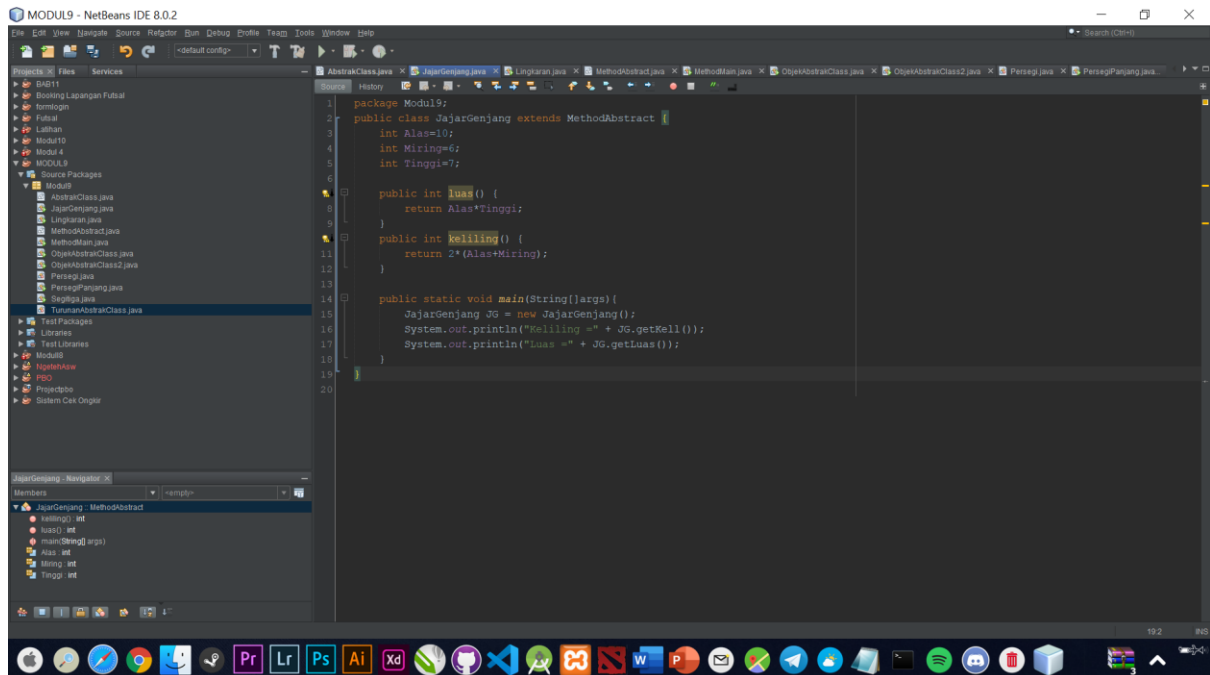 MODUL9 - NetBeans IDE 8.0.2
File Edit View Navigate Source Refactor Run Debug Profile Team Tools Window Help
Search (Ctrl+I)
<default config>
Projects Files Services
AbstrakClass.java JajarGenjang.java Lingkaran.java MethodAbstract.java MethodMain.java ObjekAbstrakClass.java ObjekAbstrakClass2.java Persegi.java PersegiPanjang.java...
Source History
BAB11
Booking Lapangan Futsal
formlogin
Futsal
Latihan
Modul10
Modul 4
MODUL9
Source Packages
Modul9
AbstrakClass.java
JajarGenjang.java
Lingkaran.java
MethodAbstract.java
MethodMain.java
ObjekAbstrakClass.java
ObjekAbstrakClass2.java
Persegi.java
PersegiPanjang.java
Segitiga.java
TurunanAbstrakClass.java
Test Packages
Libraries
Test Libraries
Modul8
NgetehAsw
PBO
Projectpbo
Sistem Cek Ongkir
1 package Modul9;
2 public class JajarGenjang extends MethodAbstract {
3 int Alas=10;
4 int Miring=6;
5 int Tinggi=7;
6
public int luas() {
8 return Alas*Tinggi;
9 }
public int keliling() {
11 return 2*(Alas+Miring);
12 }
13
14 public static void main(String[]args){
15 JajarGenjang JG = new JajarGenjang();
16 System.out.println("Keliling =" + JG.getKell());
17 System.out.println("Luas =" + JG.getLuas());
18 }
19 }
20
JajarGenjang - Navigator
Members <empty>
JajarGenjang :: MethodAbstract
keliling() : int
luas() : int
main(String[] args)
Alas : int
Miring : int
Tinggi : int
19:2 INS
Pr Lr Ps Ai Xd W P
3